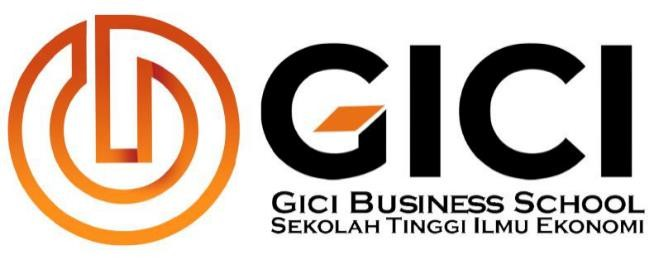 GICI
GICI BUSINESS SCHOOL
SEKOLAH TINGGI ILMU EKONOMI